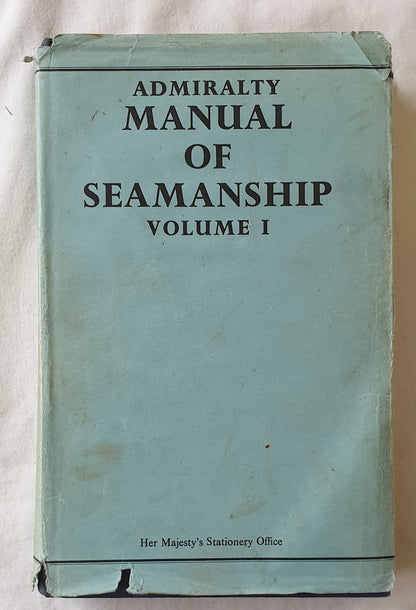 ADMIRALTY
MANUAL
OF
SEAMANSHIP
VOLUME I
Her Majesty's Stationery Office